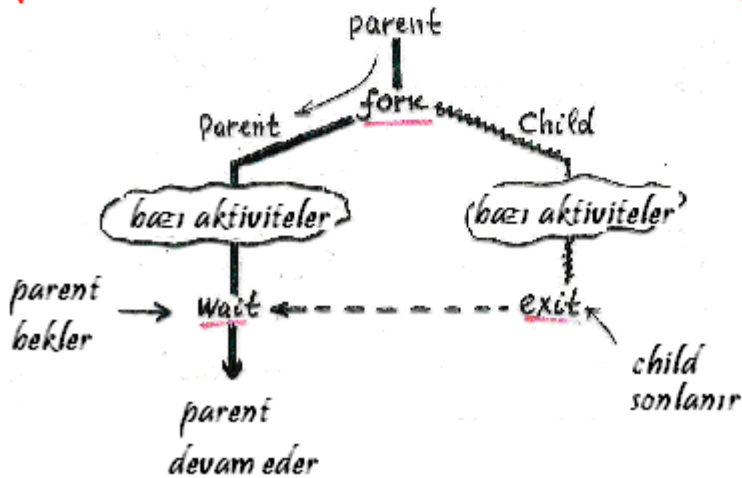 parent
fork
Parent
Child
bazı aktiviteler
bazı aktiviteler
parent
bekler
wait
exit
child
sonlanır
parent
devam eder